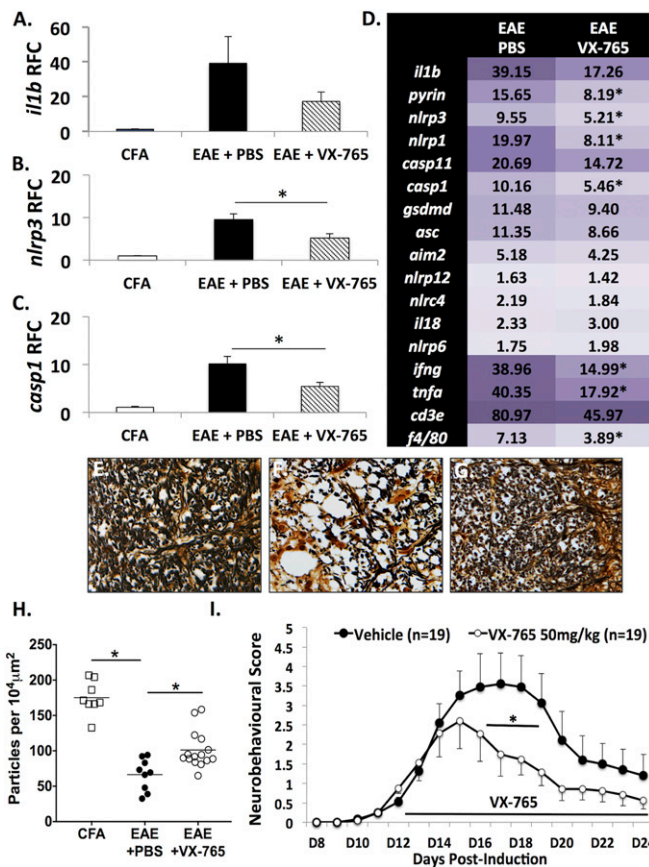 A.
il1b RFC
60
40
20
0
CFA EAE + PBS EAE + VX-765
B.
nlrp3 RFC
20
10
0
*
CFA EAE + PBS EAE + VX-765
C.
casp1 RFC
20
10
0
*
CFA EAE + PBS EAE + VX-765
D.
EAE EAE
PBS VX-765
il1b 39.15 17.26
pyrin 15.65 8.19*
nlrp3 9.55 5.21*
nlrp1 19.97 8.11*
casp11 20.69 14.72
casp1 10.16 5.46*
gsdmd 11.48 9.40
asc 11.35 8.66
aim2 5.18 4.25
nlrp12 1.63 1.42
nlrc4 2.19 1.84
il18 2.33 3.00
nlrp6 1.75 1.98
ifng 38.96 14.99*
tnfa 40.35 17.92*
cd3e 80.97 45.97
f4/80 7.13 3.89*
E. F. G.
H.
Particles per 10⁴μm²
250
200
150
100
50
0
* *
CFA EAE EAE
+PBS +VX-765
I.
Vehicle (n=19) VX-765 50mg/kg (n=19)
Neurobehavioural Score
5
4.5
4
3.5
3
2.5
2
1.5
1
0.5
0
*
VX-765
D8 D10 D12 D14 D16 D18 D20 D22 D24
Days Post-Induction